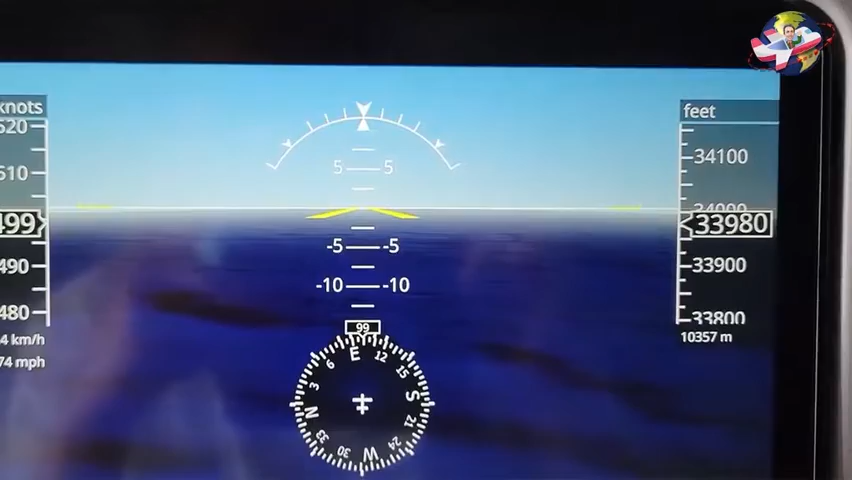 knots
feet
520
34100
510
5 5
34000
499
33980
-5 -5
490
33900
-10 -10
480
33800
99
4 km/h
10357 m
74 mph
E
6 12
3 15
N S
33 21
30 24
W